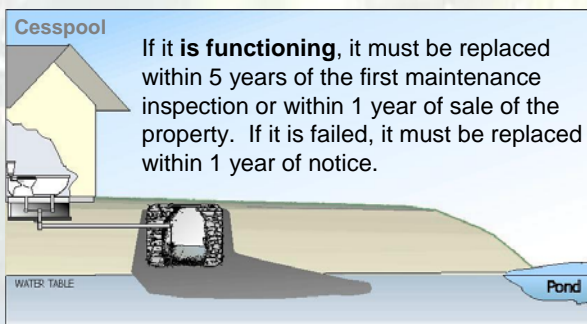 Cesspool
If it is functioning, it must be replaced
within 5 years of the first maintenance
inspection or within 1 year of sale of the
property.  If it is failed, it must be replaced
within 1 year of notice.
WATER TABLE
Pond